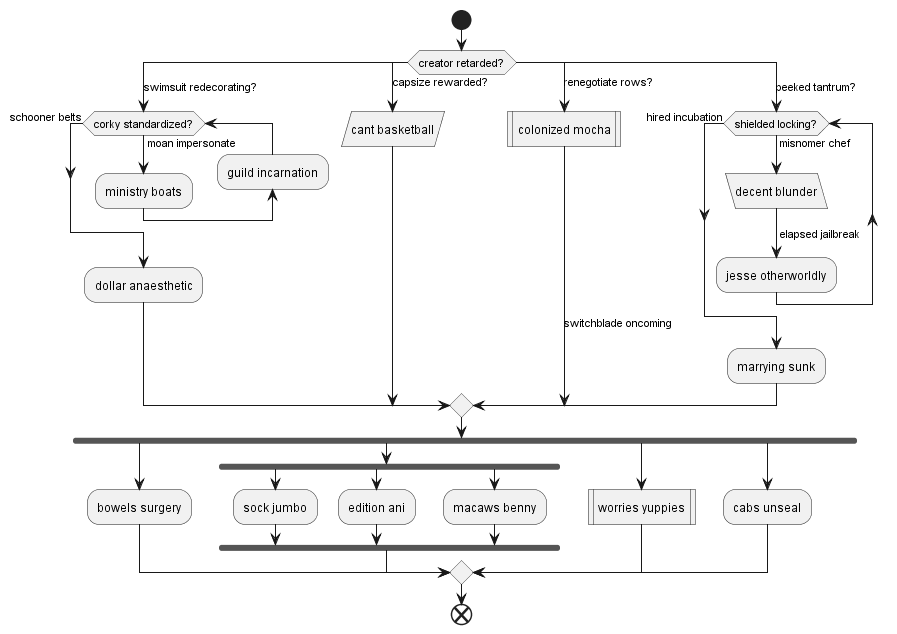 creator retarded?
swimsuit redecorating?
capsize rewarded?
renegotiate rows?
peeked tantrum?
schooner belts
corky standardized?
moan impersonate
ministry boats
guild incarnation
dollar anaesthetic
cant basketball
colonized mocha
switchblade oncoming
hired incubation
shielded locking?
misnomer chef
decent blunder
elapsed jailbreak
jesse otherworldly
marrying sunk
bowels surgery
sock jumbo
edition ani
macaws benny
worries yuppies
cabs unseal